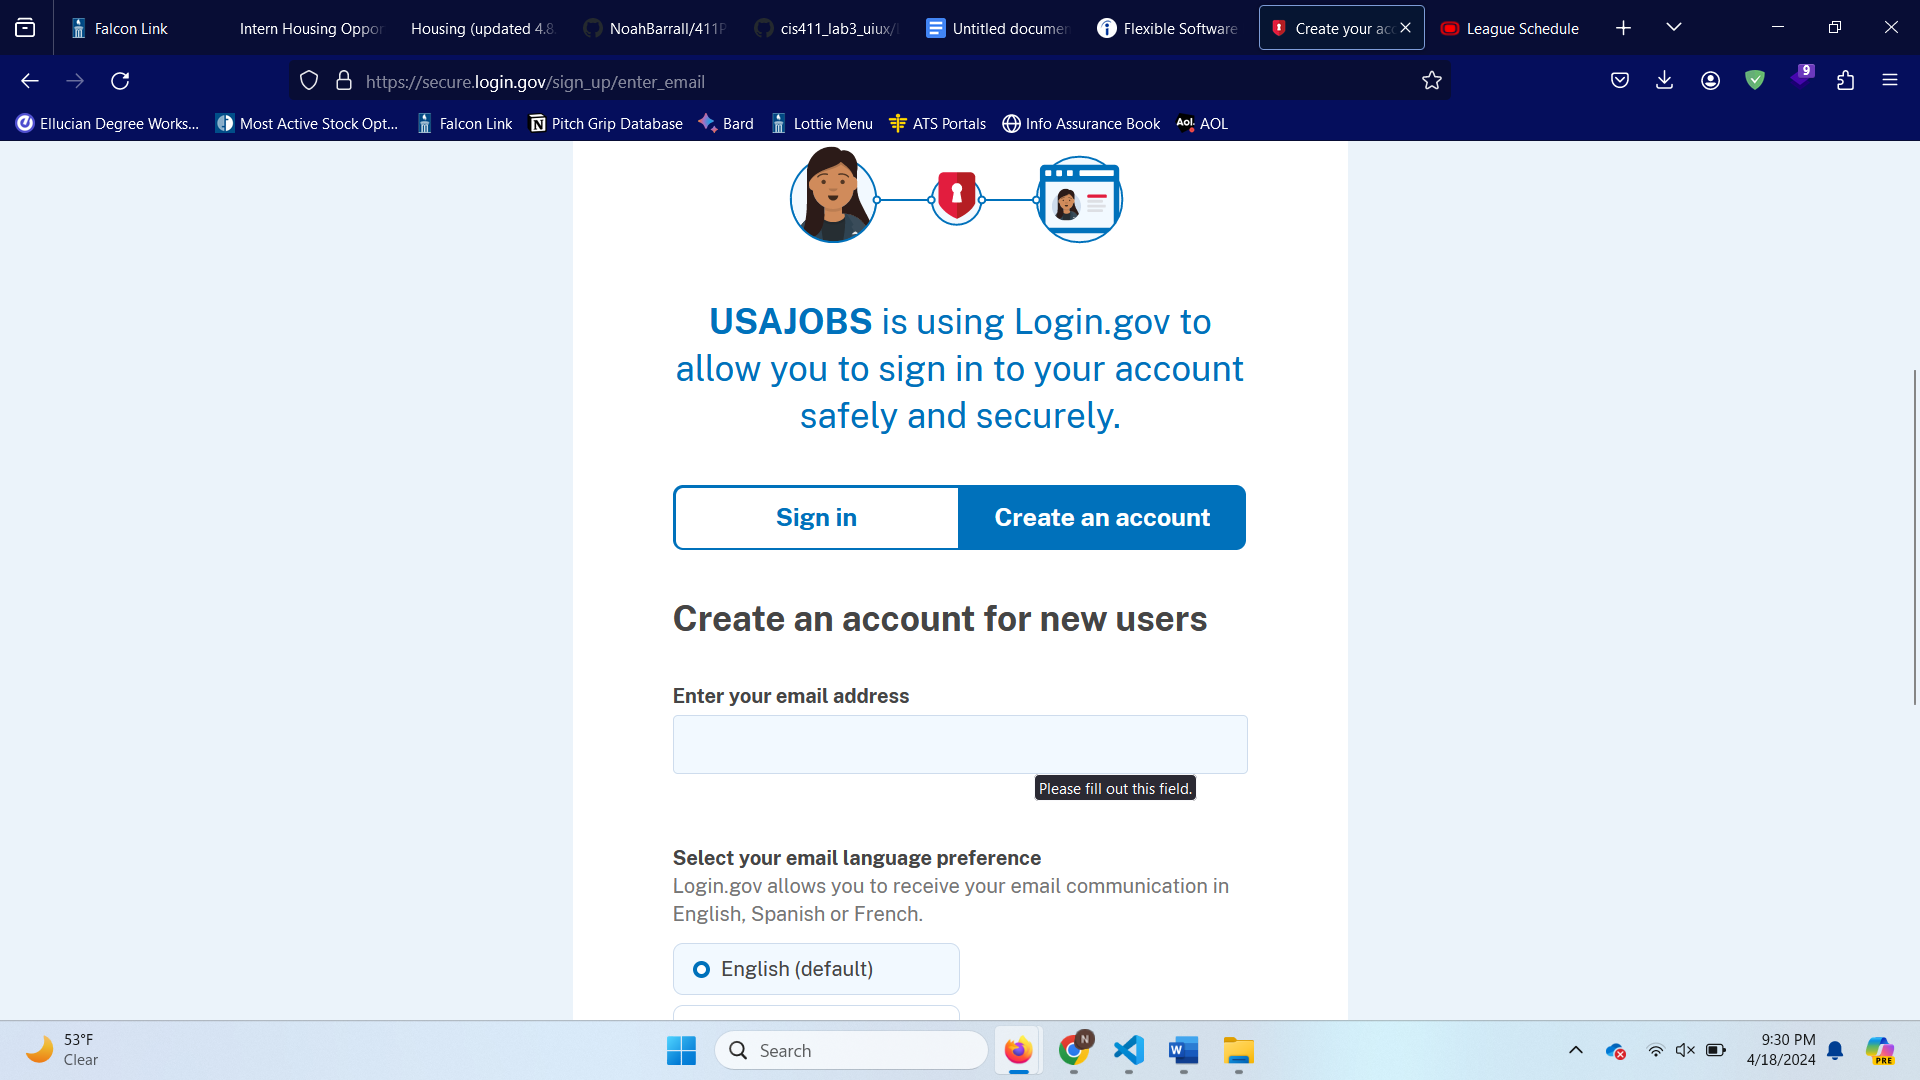 Falcon Link
Intern Housing Oppor
Housing (updated 4.8.
NoahBarrall/411P
cis411_lab3_uiux/
Untitled documen
Flexible Software
Create your acc
League Schedule
https://secure.login.gov/sign_up/enter_email
9
Ellucian Degree Works...
Most Active Stock Opt...
Falcon Link
Pitch Grip Database
Bard
Lottie Menu
ATS Portals
Info Assurance Book
Aol.
AOL
USAJOBS is using Login.gov to
allow you to sign in to your account
safely and securely.
Sign in
Create an account
Create an account for new users
Enter your email address
Please fill out this field.
Select your email language preference
Login.gov allows you to receive your email communication in
English, Spanish or French.
English (default)
53°F
Clear
Search
N
W
9:30 PM
4/18/2024
PRE